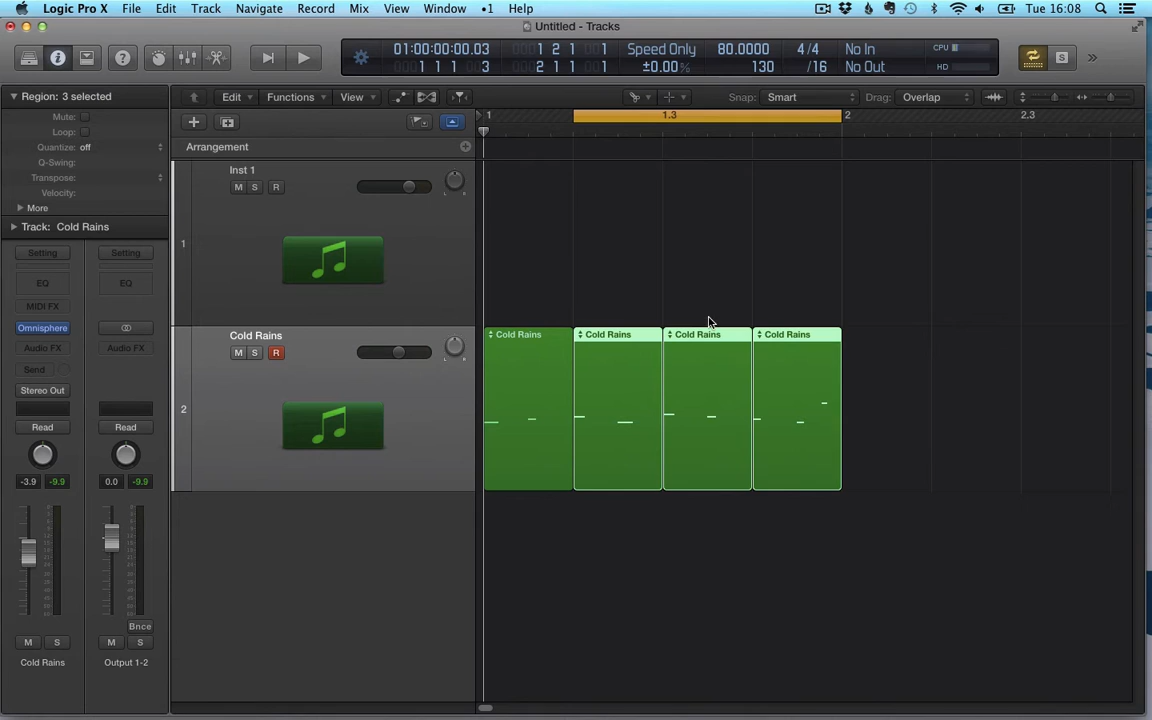 Logic Pro X File Edit Track Navigate Record Mix View Window •1 Help Tue 16:08
Untitled - Tracks
01:00:00:00.03 1 2 1 1 Speed Only 80.0000 4/4 No In CPU
1 1 1 3 2 1 1 1 ±0.00% 130 /16 No Out HD
S
Region: 3 selected
Edit Functions View Snap: Smart Drag: Overlap
Mute:
Loop:
Quantize: off
Q-Swing:
Transpose:
Velocity:
More
Track: Cold Rains
1 1.3 2 2.3
Arrangement
Inst 1
M S R L R
1
Cold Rains
M S R L R
2
Cold Rains Cold Rains Cold Rains Cold Rains
Setting Setting
EQ EQ
MIDI FX
Omnisphere
Audio FX Audio FX
Send
Stereo Out
Read Read
-3.9 -9.9 0.0 -9.9
Bnce
M S M S
Cold Rains Output 1-2